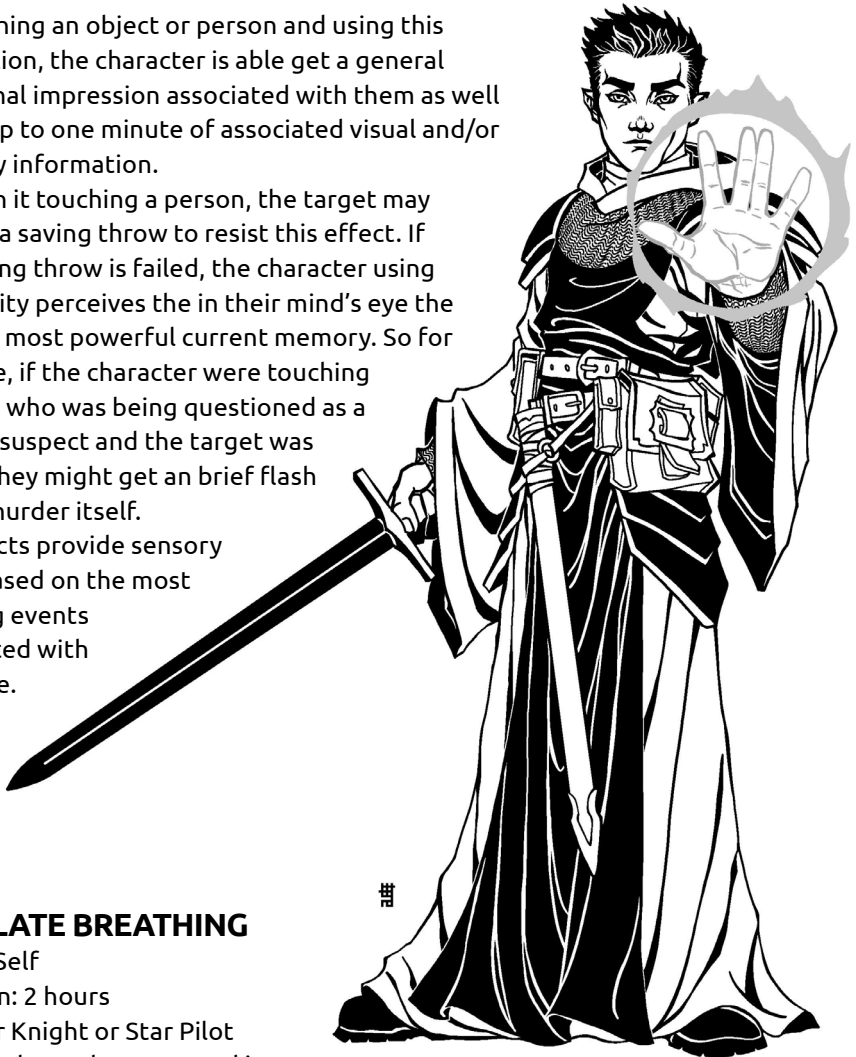 ning an object or person and using this
ion, the character is able get a general
nal impression associated with them as well
p to one minute of associated visual and/or
y information.
n it touching a person, the target may
a saving throw to resist this effect. If
ng throw is failed, the character using
ity perceives the in their mind’s eye the
most powerful current memory. So for
e, if the character were touching
who was being questioned as a
suspect and the target was
hey might get an brief flash
nurder itself.
cts provide sensory
ased on the most
g events
ted with
e.
LATE BREATHING
Self
n: 2 hours
r Knight or Star Pilot